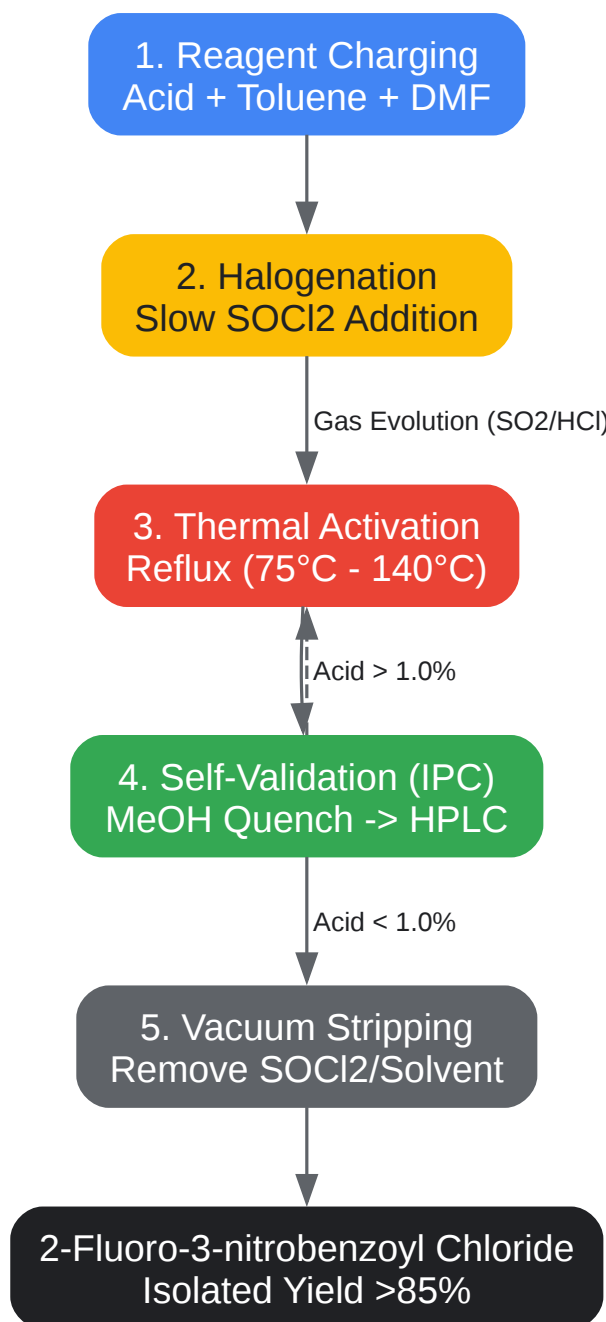 1. Reagent Charging
Acid + Toluene + DMF
2. Halogenation
Slow SOCl2 Addition
Gas Evolution (SO2/HCl)
3. Thermal Activation
Reflux (75°C - 140°C)
Acid > 1.0%
4. Self-Validation (IPC)
MeOH Quench -> HPLC
Acid < 1.0%
5. Vacuum Stripping
Remove SOCl2/Solvent
2-Fluoro-3-nitrobenzoyl Chloride
Isolated Yield >85%